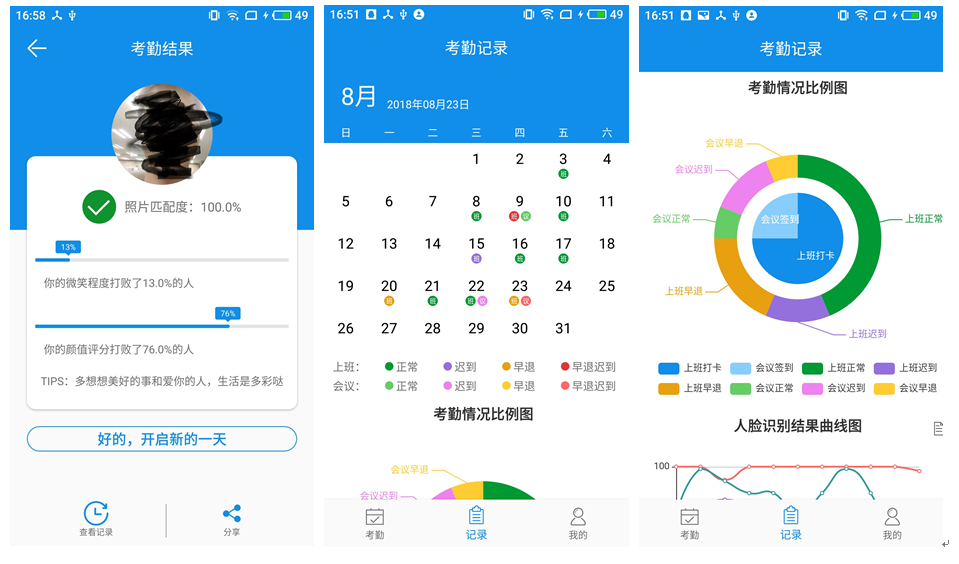 16:58 49
考勤结果
照片匹配度：100.0%
13%
你的微笑程度打败了13.0%的人
76%
你的颜值评分打败了76.0%的人
TIPS：多想想美好的事和爱你的人，生活是多彩哒
好的，开启新的一天
查看记录 分享
16:51 49
考勤记录
8月 2018年08月23日
日 一 二 三 四 五 六
1 2 3 4
班
5 6 7 8 9 10 11
班 班 议 班
12 13 14 15 16 17 18
班 班 班
19 20 21 22 23 24 25
班 班 班 议 班 议
26 27 28 29 30 31
上班： 正常 迟到 早退 早退迟到
会议： 正常 迟到 早退 早退迟到
考勤情况比例图
会议早退
会议迟到
考勤 记录 我的
16:51 49
考勤记录
考勤情况比例图
会议早退
会议迟到
会议正常 会议签到 上班正常
上班打卡
上班早退
上班迟到
上班打卡 会议签到 上班正常 上班迟到
上班早退 会议正常 会议迟到 会议早退
人脸识别结果曲线图
100
考勤 记录 我的